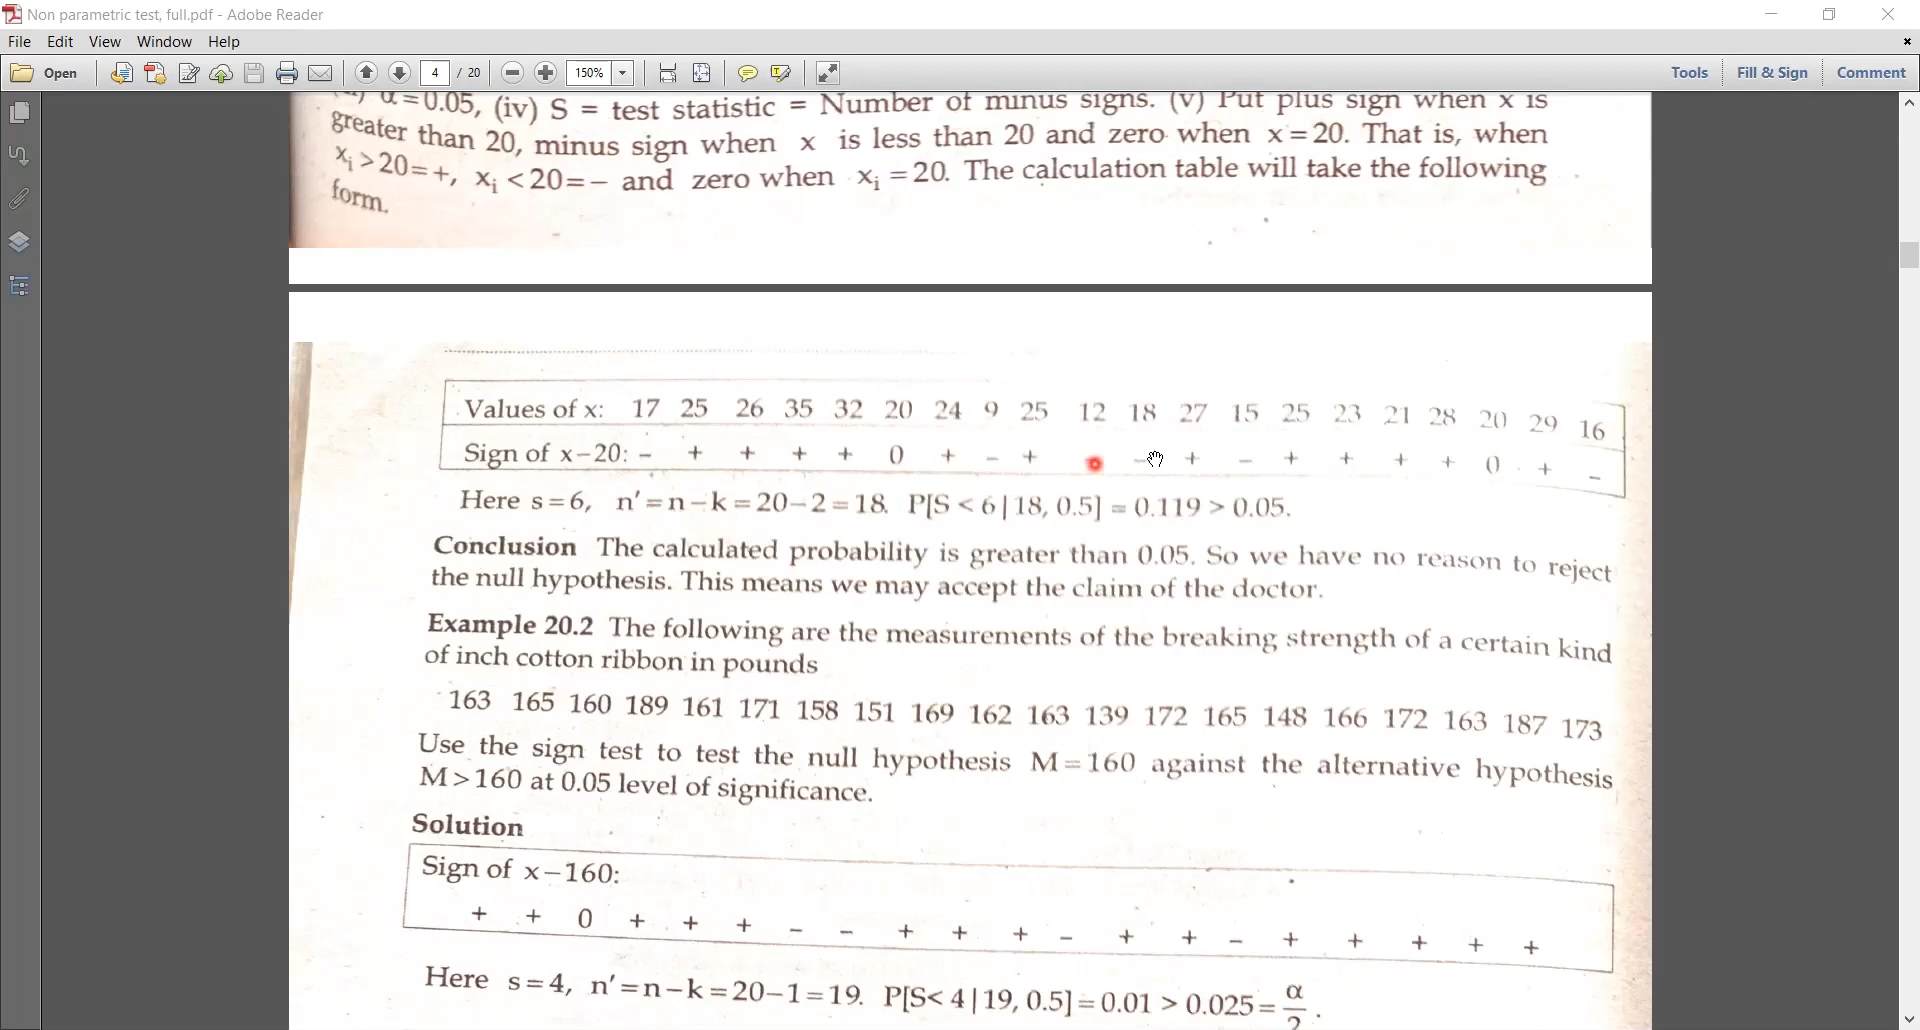 Non parametric test, full.pdf - Adobe Reader
File Edit View Window Help
Open 4 / 20 150% Tools Fill & Sign Comment
α=0.05, (iv) S = test statistic = Number of minus signs. (v) Put plus sign when x is
greater than 20, minus sign when x is less than 20 and zero when x=20. That is, when
xᵢ>20=+, xᵢ<20=− and zero when xᵢ=20. The calculation table will take the following
form.
Values of x: 17 25 26 35 32 20 24 9 25 12 18 27 15 25 23 21 28 20 29 16
Sign of x−20: − + + + + 0 + − + − + − + + + + 0 + −
Here s=6, n′=n−k=20−2=18. P[S<6|18, 0.5] = 0.119 > 0.05.
Conclusion The calculated probability is greater than 0.05. So we have no reason to reject
the null hypothesis. This means we may accept the claim of the doctor.
Example 20.2 The following are the measurements of the breaking strength of a certain kind
of inch cotton ribbon in pounds
163 165 160 189 161 171 158 151 169 162 163 139 172 165 148 166 172 163 187 173
Use the sign test to test the null hypothesis M=160 against the alternative hypothesis
M>160 at 0.05 level of significance.
Solution
Sign of x−160:
+ + 0 + + + − − + + + − + + − + + + + +
Here s=4, n′=n−k=20−1=19. P[S<4|19, 0.5]=0.01 > 0.025= α/2 .